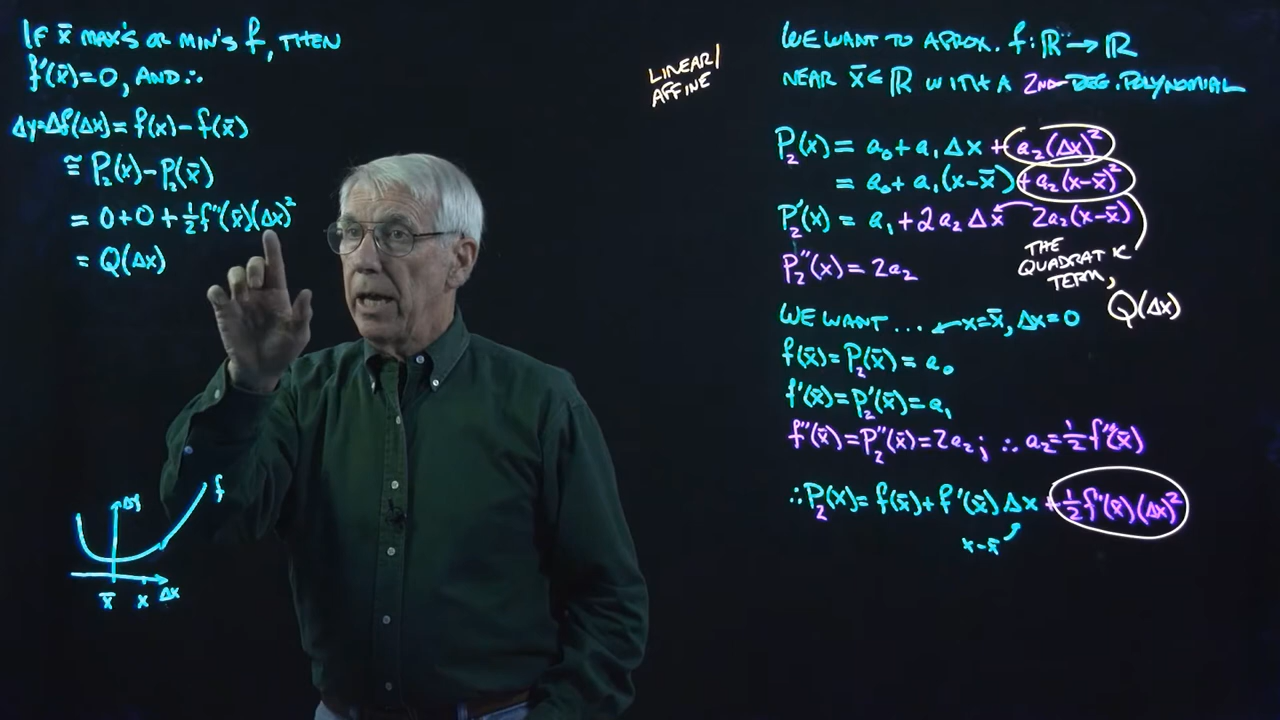 IF x̄ MAX'S OR MIN'S f, THEN
f'(x̄)=0, AND ∴
Δy=Δf(Δx) = f(x) - f(x̄)
≅ P₂(x) - P₂(x̄)
= 0 + 0 + ½f''(x̄)(Δx)²
= Q(Δx)
Δy
f
x̄ x Δx
LINEAR/
AFFINE
WE WANT TO APPROX. f: ℝ → ℝ
NEAR x̄ ∈ ℝ WITH A 2ND-DEG. POLYNOMIAL
P₂(x) = a₀ + a₁Δx + a₂(Δx)²
= a₀ + a₁(x-x̄) + a₂(x-x̄)²
P₂'(x) = a₁ + 2a₂Δx 2a₂(x-x̄)
THE
QUADRATIC
TERM,
Q(Δx)
P₂''(x) = 2a₂
WE WANT... x=x̄, Δx=0
f(x̄) = P₂(x̄) = a₀
f'(x̄) = P₂'(x̄) = a₁
f''(x̄) = P₂''(x̄) = 2a₂; ∴ a₂ = ½f''(x̄)
∴ P₂(x) = f(x̄) + f'(x̄)Δx + ½f''(x̄)(Δx)²
x-x̄